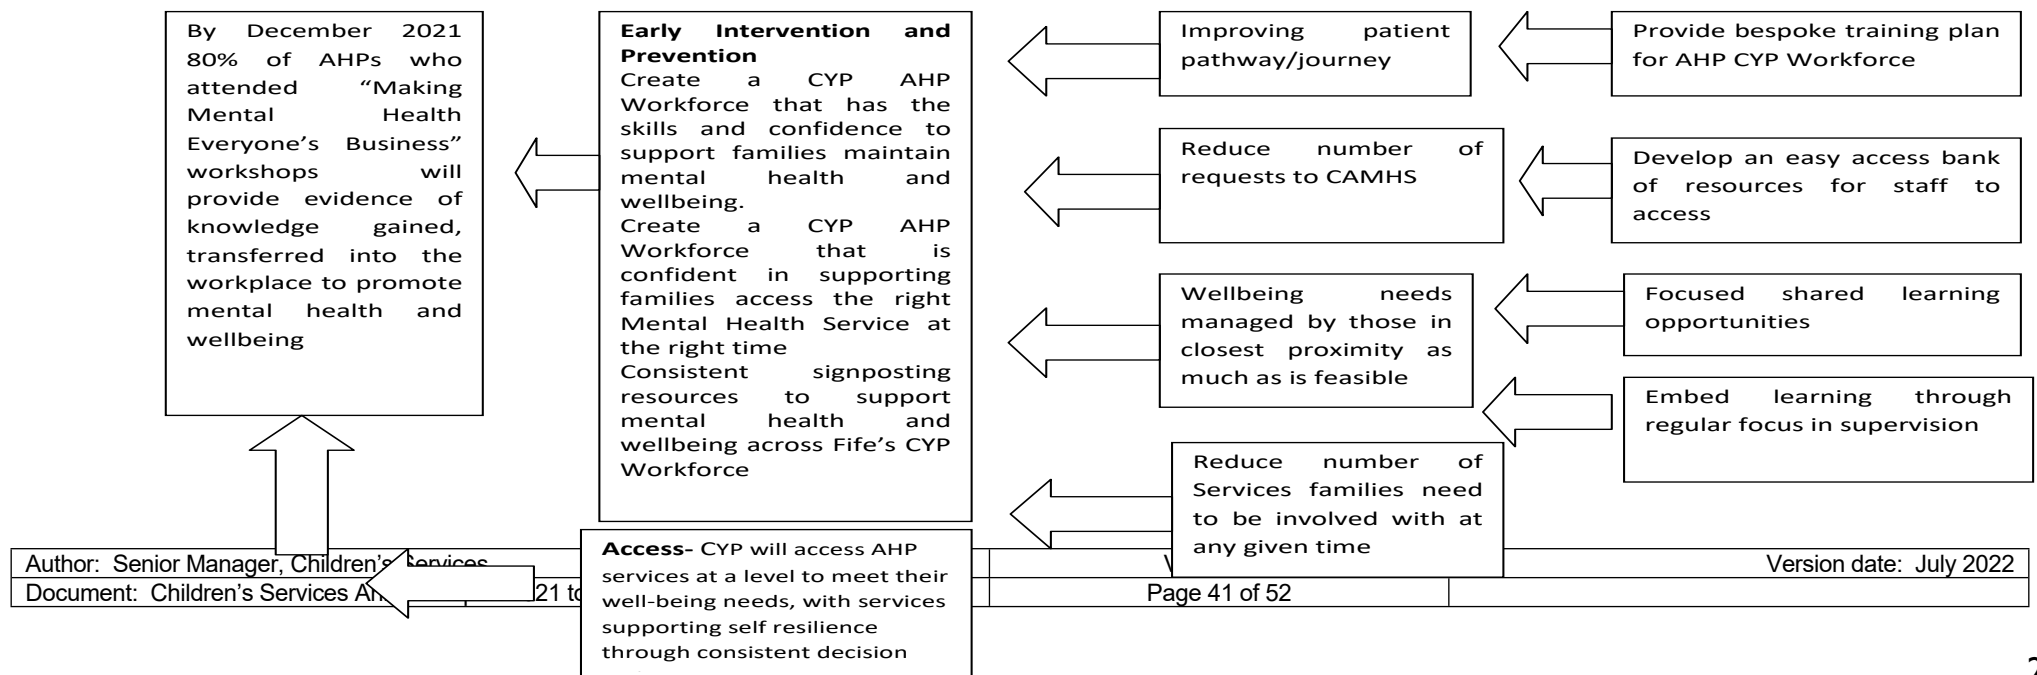 By December 2021
80% of AHPs who
attended “Making
Mental Health
Everyone’s Business”
workshops will
provide evidence of
knowledge gained,
transferred into the
workplace to promote
mental health and
wellbeing
Early Intervention and
Prevention
Create a CYP AHP
Workforce that has the
skills and confidence to
support families maintain
mental health and
wellbeing.
Create a CYP AHP
Workforce that is
confident in supporting
families access the right
Mental Health Service at
the right time
Consistent signposting
resources to support
mental health and
wellbeing across Fife’s CYP
Workforce
Improving patient
pathway/journey
Reduce number of
requests to CAMHS
Wellbeing needs
managed by those in
closest proximity as
much as is feasible
Reduce number of
Services families need
to be involved with at
any given time
Provide bespoke training plan
for AHP CYP Workforce
Develop an easy access bank
of resources for staff to
access
Focused shared learning
opportunities
Embed learning through
regular focus in supervision
Access- CYP will access AHP
services at a level to meet their
well-being needs, with services
supporting self resilience
through consistent decision
Author: Senior Manager, Children’s Services
Version date: July 2022
Document: Children’s Services
21
Page 41 of 52